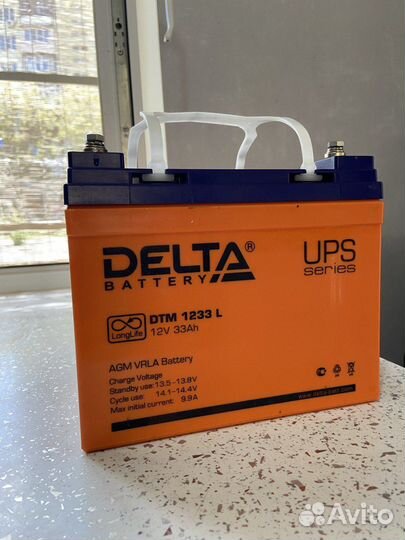 DELTA®
BATTERY
UPS
series
DTM 1233 L
12V 33Ah
LongLife
AGM VRLA Battery
Charge Voltage
Standby use: 13.5-13.8V
Cycle use: 14.1-14.4V
Max initial current: 9.9A
Avito